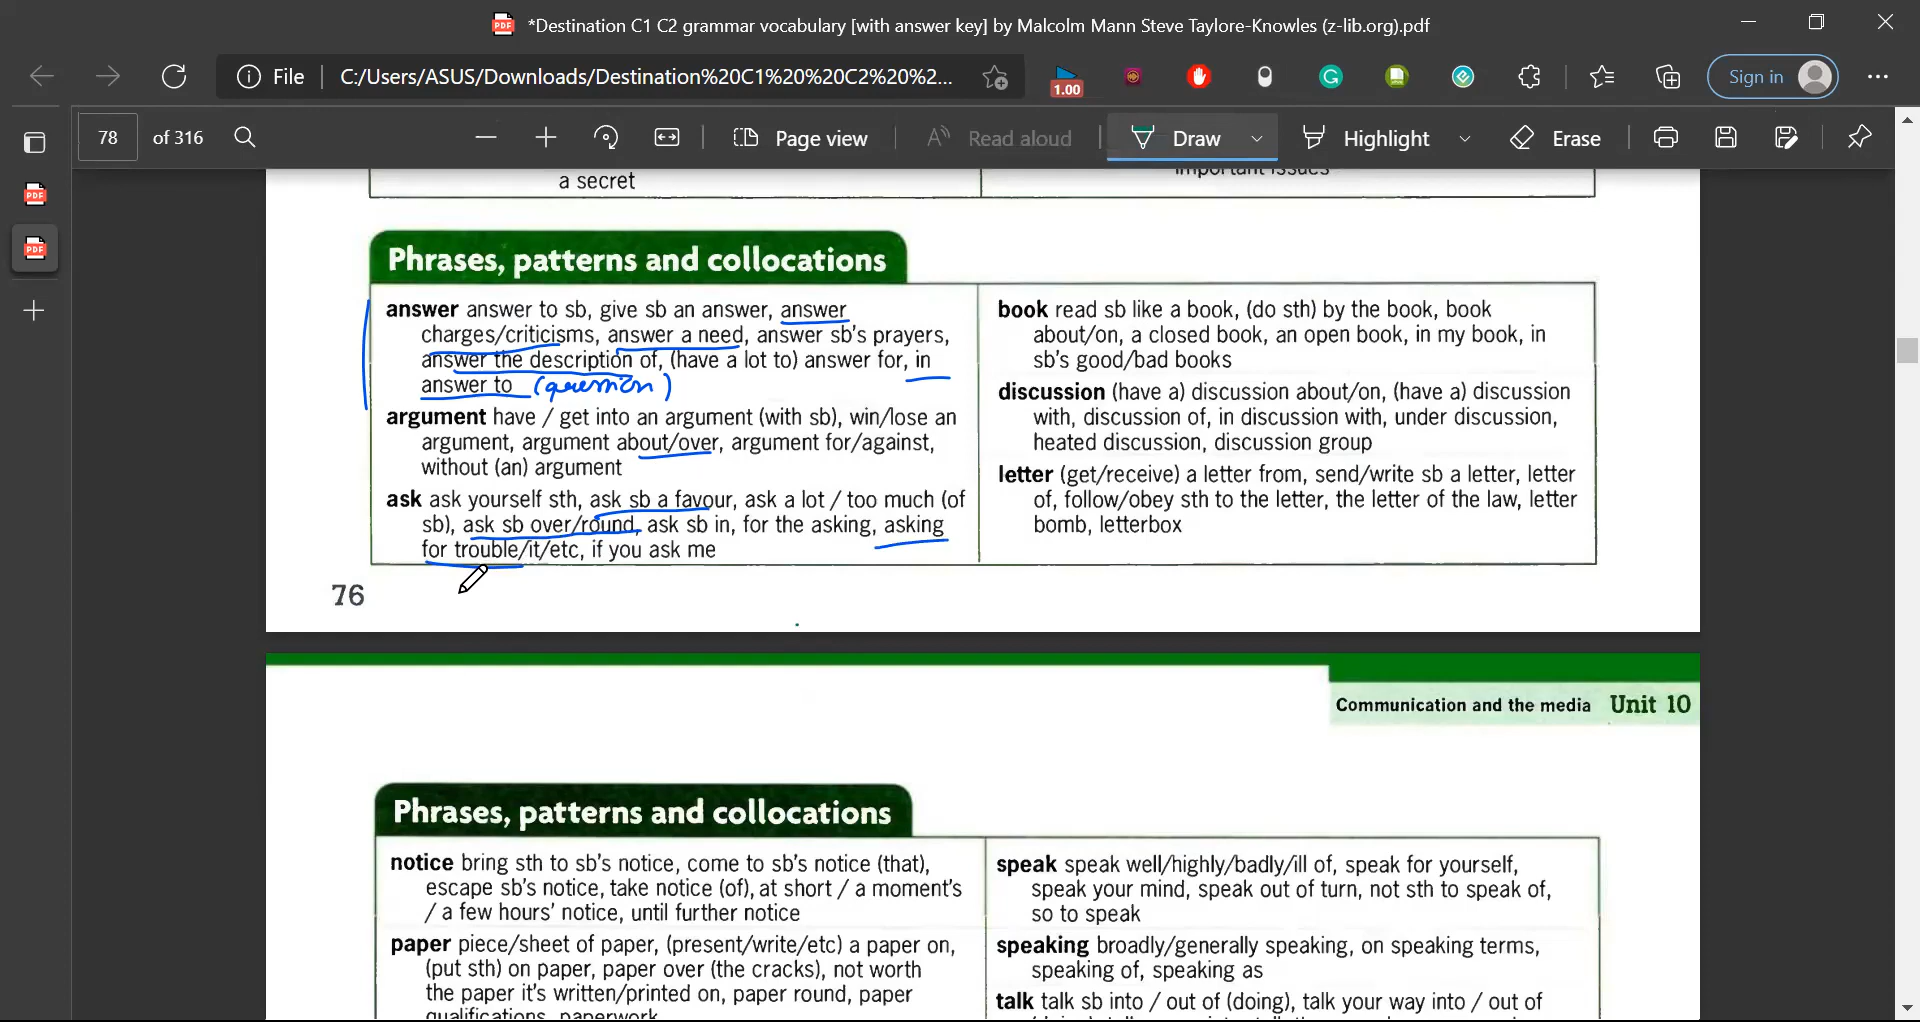 *Destination C1 C2 grammar vocabulary [with answer key] by Malcolm Mann Steve Taylore-Knowles (z-lib.org).pdf
File C:/Users/ASUS/Downloads/Destination%20C1%20%20C2%20%2...
1.00
Sign in
78 of 316
Page view
Read aloud
Draw
Highlight
Erase
a secret
important issues
Phrases, patterns and collocations
answer answer to sb, give sb an answer, answer
charges/criticisms, answer a need, answer sb's prayers,
answer the description of, (have a lot to) answer for, in
answer to (question)
argument have / get into an argument (with sb), win/lose an
argument, argument about/over, argument for/against,
without (an) argument
ask ask yourself sth, ask sb a favour, ask a lot / too much (of
sb), ask sb over/round, ask sb in, for the asking, asking
for trouble/it/etc, if you ask me
book read sb like a book, (do sth) by the book, book
about/on, a closed book, an open book, in my book, in
sb's good/bad books
discussion (have a) discussion about/on, (have a) discussion
with, discussion of, in discussion with, under discussion,
heated discussion, discussion group
letter (get/receive) a letter from, send/write sb a letter, letter
of, follow/obey sth to the letter, the letter of the law, letter
bomb, letterbox
76
Communication and the media Unit 10
Phrases, patterns and collocations
notice bring sth to sb's notice, come to sb's notice (that),
escape sb's notice, take notice (of), at short / a moment's
/ a few hours' notice, until further notice
paper piece/sheet of paper, (present/write/etc) a paper on,
(put sth) on paper, paper over (the cracks), not worth
the paper it's written/printed on, paper round, paper
qualifications, paperwork
speak speak well/highly/badly/ill of, speak for yourself,
speak your mind, speak out of turn, not sth to speak of,
so to speak
speaking broadly/generally speaking, on speaking terms,
speaking of, speaking as
talk talk sb into / out of (doing), talk your way into / out of